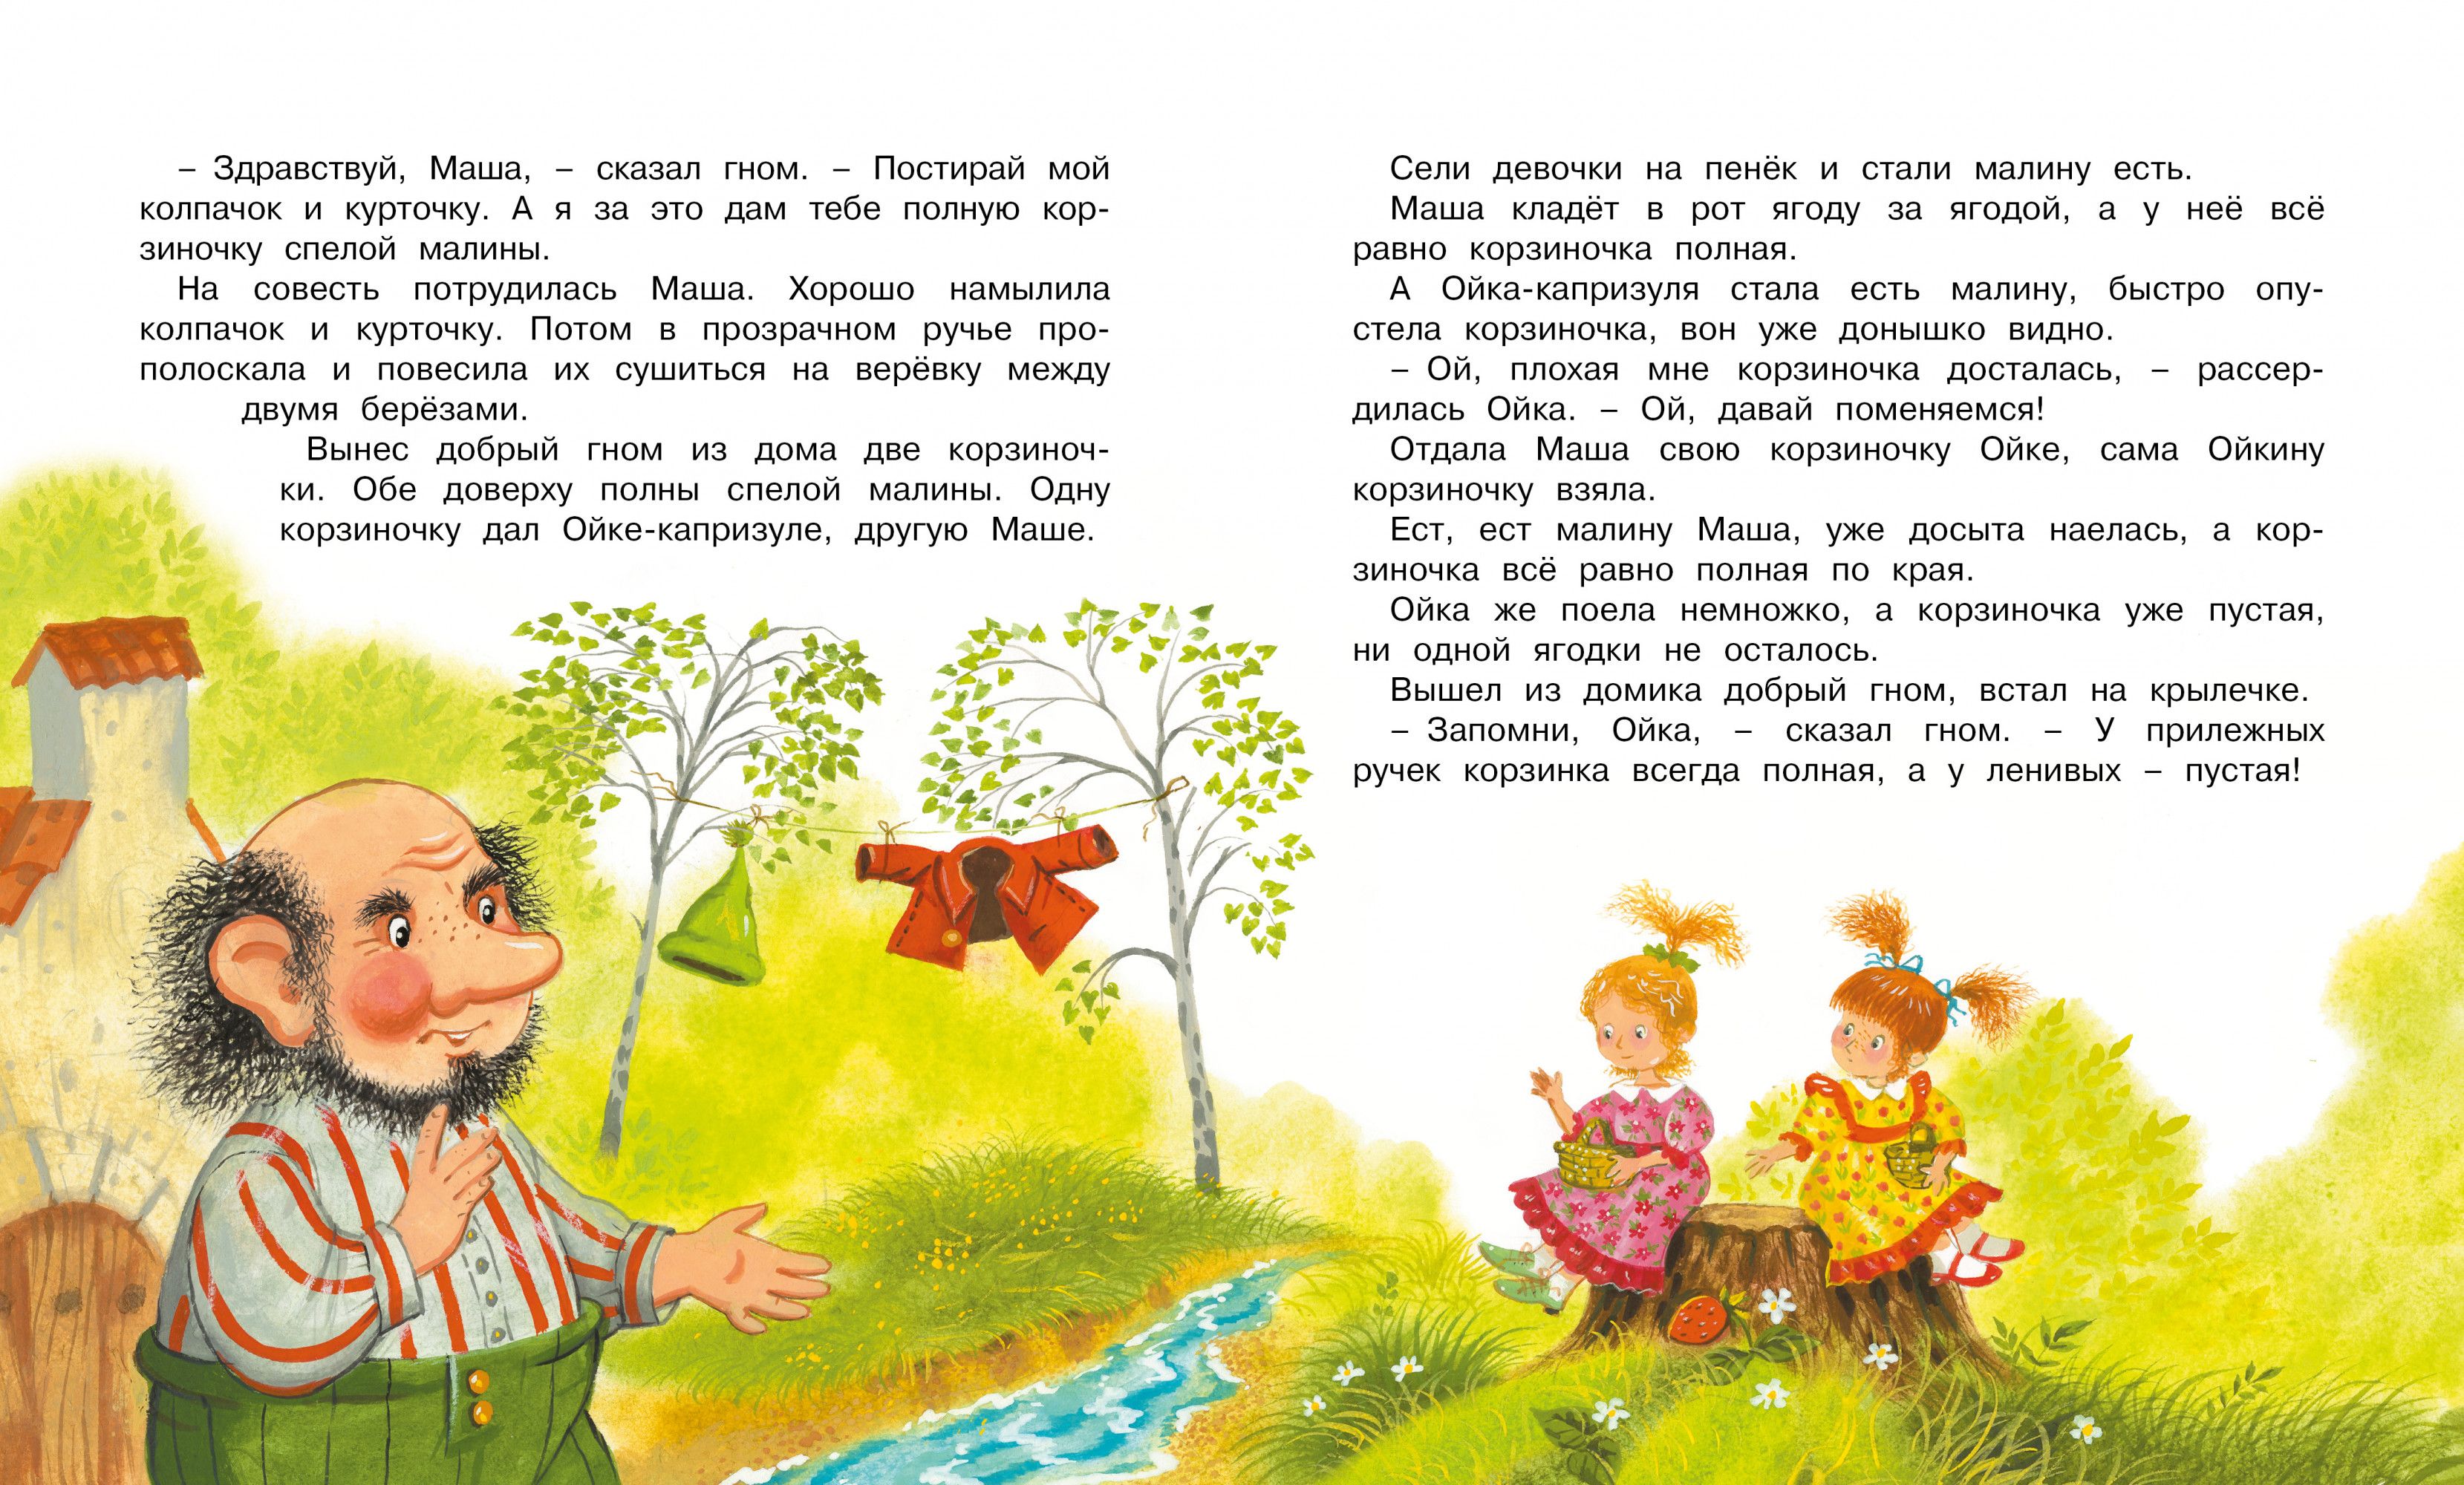 – Здравствуй, Маша, – сказал гном. – Постирай мой
колпачок и курточку. А я за это дам тебе полную кор-
зиночку спелой малины.
На совесть потрудилась Маша. Хорошо намылила
колпачок и курточку. Потом в прозрачном ручье про-
полоскала и повесила их сушиться на верёвку между
двумя берёзами.
Вынес добрый гном из дома две корзиноч-
ки. Обе доверху полны спелой малины. Одну
корзиночку дал Ойке-капризуле, другую Маше.
Сели девочки на пенёк и стали малину есть.
Маша кладёт в рот ягоду за ягодой, а у неё всё
равно корзиночка полная.
А Ойка-капризуля стала есть малину, быстро опу-
стела корзиночка, вон уже донышко видно.
– Ой, плохая мне корзиночка досталась, – рассер-
дилась Ойка. – Ой, давай поменяемся!
Отдала Маша свою корзиночку Ойке, сама Ойкину
корзиночку взяла.
Ест, ест малину Маша, уже досыта наелась, а кор-
зиночка всё равно полная по края.
Ойка же поела немножко, а корзиночка уже пустая,
ни одной ягодки не осталось.
Вышел из домика добрый гном, встал на крылечке.
– Запомни, Ойка, – сказал гном. – У прилежных
ручек корзинка всегда полная, а у ленивых – пустая!